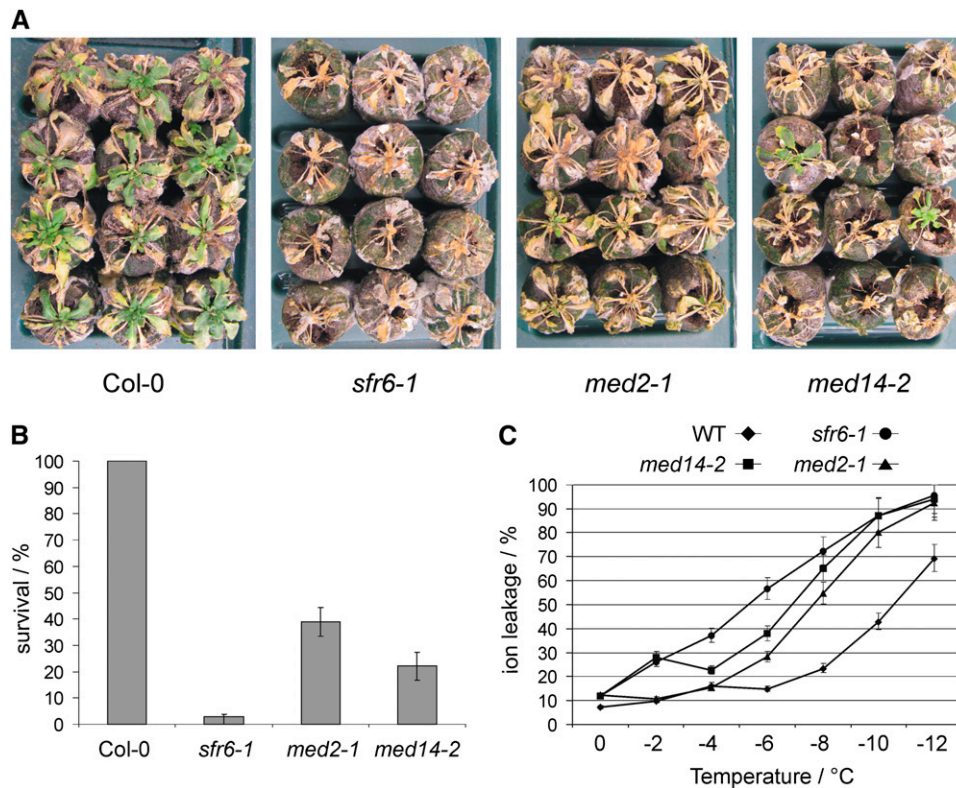 A
Col-0 sfr6-1 med2-1 med14-2
B
survival / %
100
90
80
70
60
50
40
30
20
10
0
Col-0 sfr6-1 med2-1 med14-2
C
WT sfr6-1
med14-2 med2-1
ion leakage / %
100
90
80
70
60
50
40
30
20
10
0
0 -2 -4 -6 -8 -10 -12
Temperature / °C